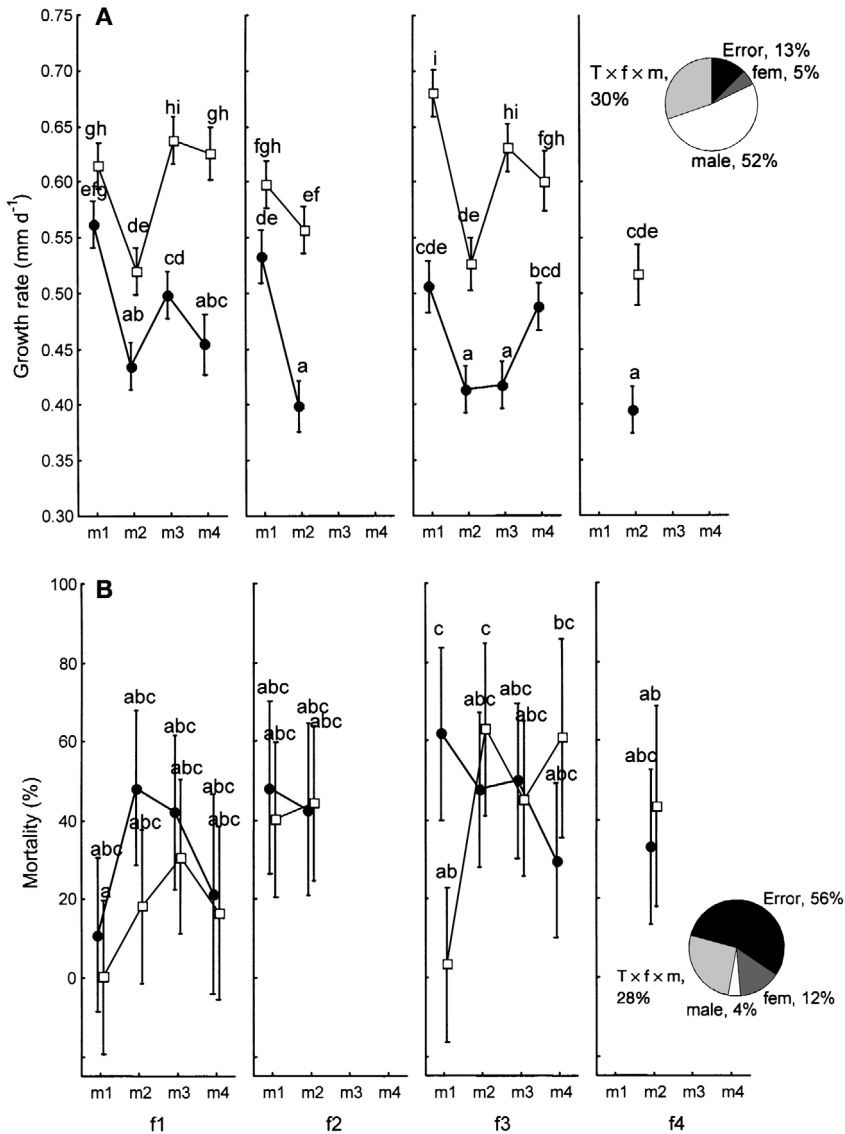 A
Growth rate (mm d⁻¹)
0.75
0.70
0.65
0.60
0.55
0.50
0.45
0.40
0.35
0.30
gh
efg
de
ab
hi
cd
gh
abc
m1 m2 m3 m4
fgh
de
ef
a
m1 m2 m3 m4
i
cde
de
a
hi
a
fgh
bcd
m1 m2 m3 m4
cde
a
m1 m2 m3 m4
Error, 13%
fem, 5%
T × f × m,
30%
male, 52%
B
Mortality (%)
100
80
60
40
20
0
abc
a
abc
abc
abc
abc
abc
abc
m1 m2 m3 m4
abc
abc
abc
abc
m1 m2 m3 m4
c
ab
c
abc
abc
abc
bc
abc
m1 m2 m3 m4
ab
abc
m1 m2 m3 m4
Error, 56%
T × f × m,
28%
male, 4%
fem, 12%
f1 f2 f3 f4